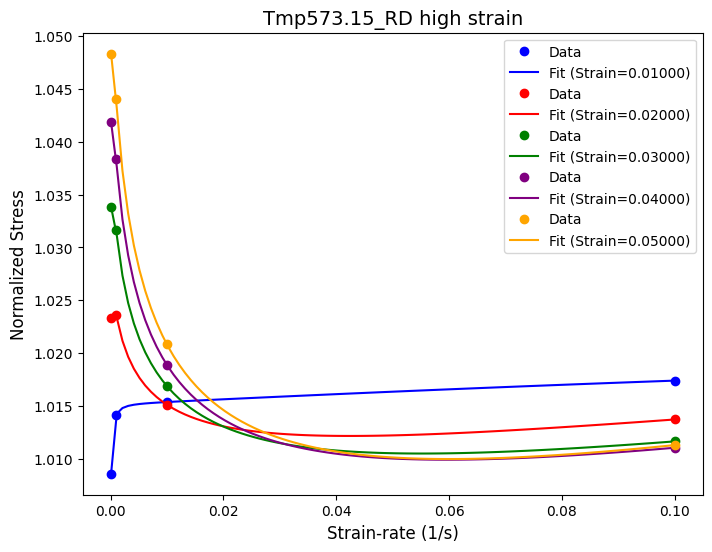 Tmp573.15_RD high strain
1.050
1.045
1.040
1.035
1.030
1.025
1.020
1.015
1.010
Normalized Stress
Data
Fit (Strain=0.01000)
Data
Fit (Strain=0.02000)
Data
Fit (Strain=0.03000)
Data
Fit (Strain=0.04000)
Data
Fit (Strain=0.05000)
0.00
0.02
0.04
0.06
0.08
0.10
Strain-rate (1/s)